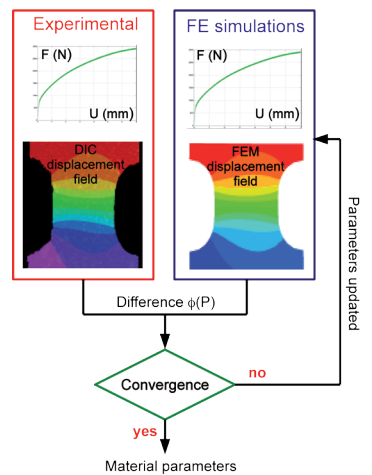 Experimental
FE simulations
F (N)
U (mm)
F (N)
U (mm)
DIC
displacement
field
FEM
displacement
field
Parameters updated
Difference ϕ(P)
Convergence
no
yes
Material parameters